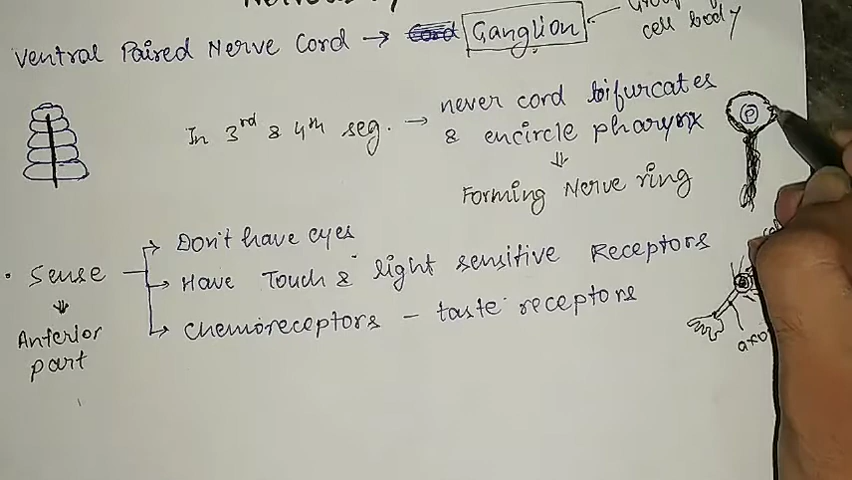 Ventral Paired Nerve Cord → Ganglion
cell body
In 3rd & 4th seg. → never cord bifurcates
& encircle pharynx
⇓
Forming Nerve ring
P
• Sense
⇓
Anterior
part
Don't have eyes
Have Touch & light sensitive Receptors
Chemoreceptors - taste receptors